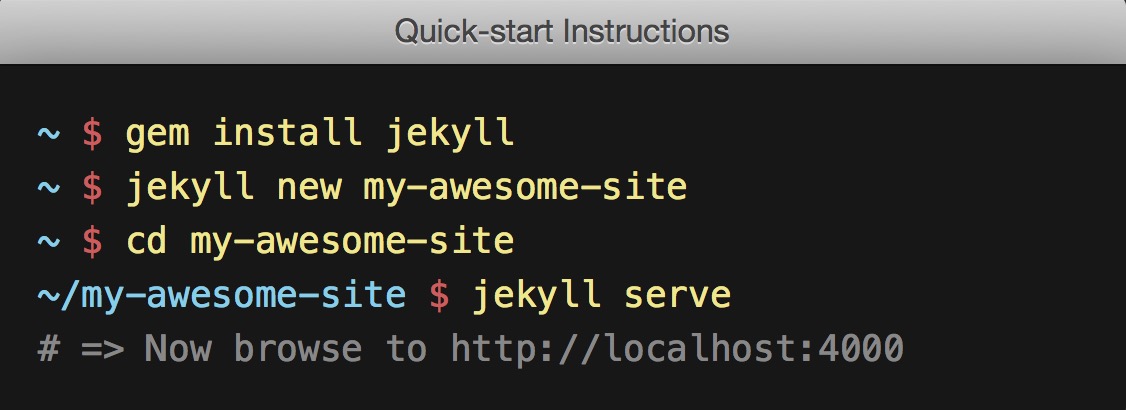 Quick-start Instructions
~ $ gem install jekyll
~ $ jekyll new my-awesome-site
~ $ cd my-awesome-site
~/my-awesome-site $ jekyll serve
# => Now browse to http://localhost:4000